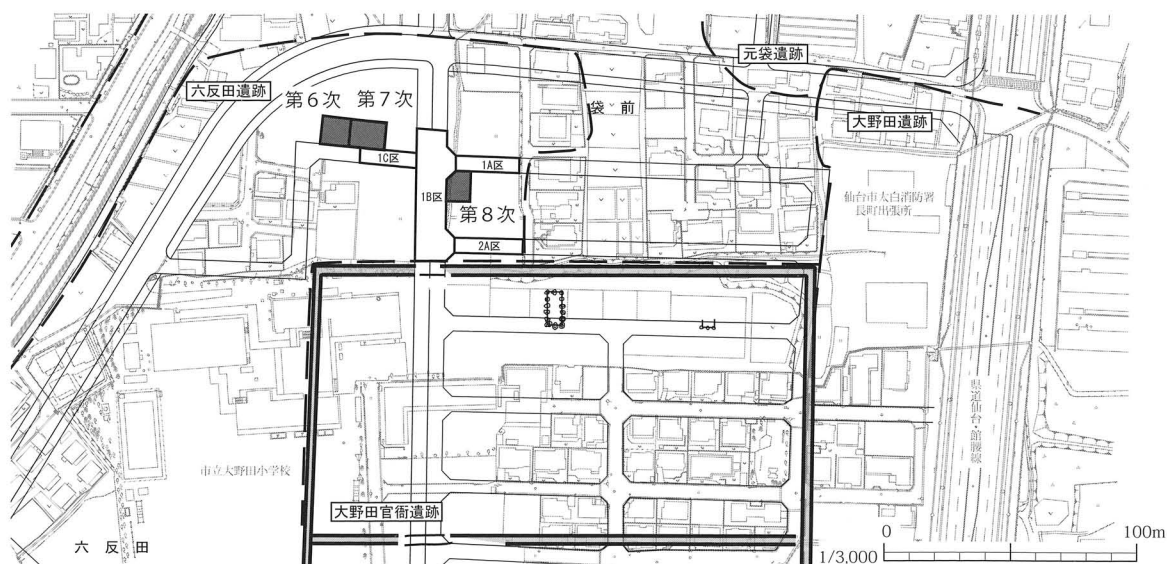 元袋遺跡
六反田遺跡
第６次 第７次
袋 前
大野田遺跡
1C区
1A区
1B区
仙台市太白消防署
長町出張所
第８次
2A区
県道仙台・館腰線
市立大野田小学校
大野田官衙遺跡
六 反 田
0 100m
1/3,000